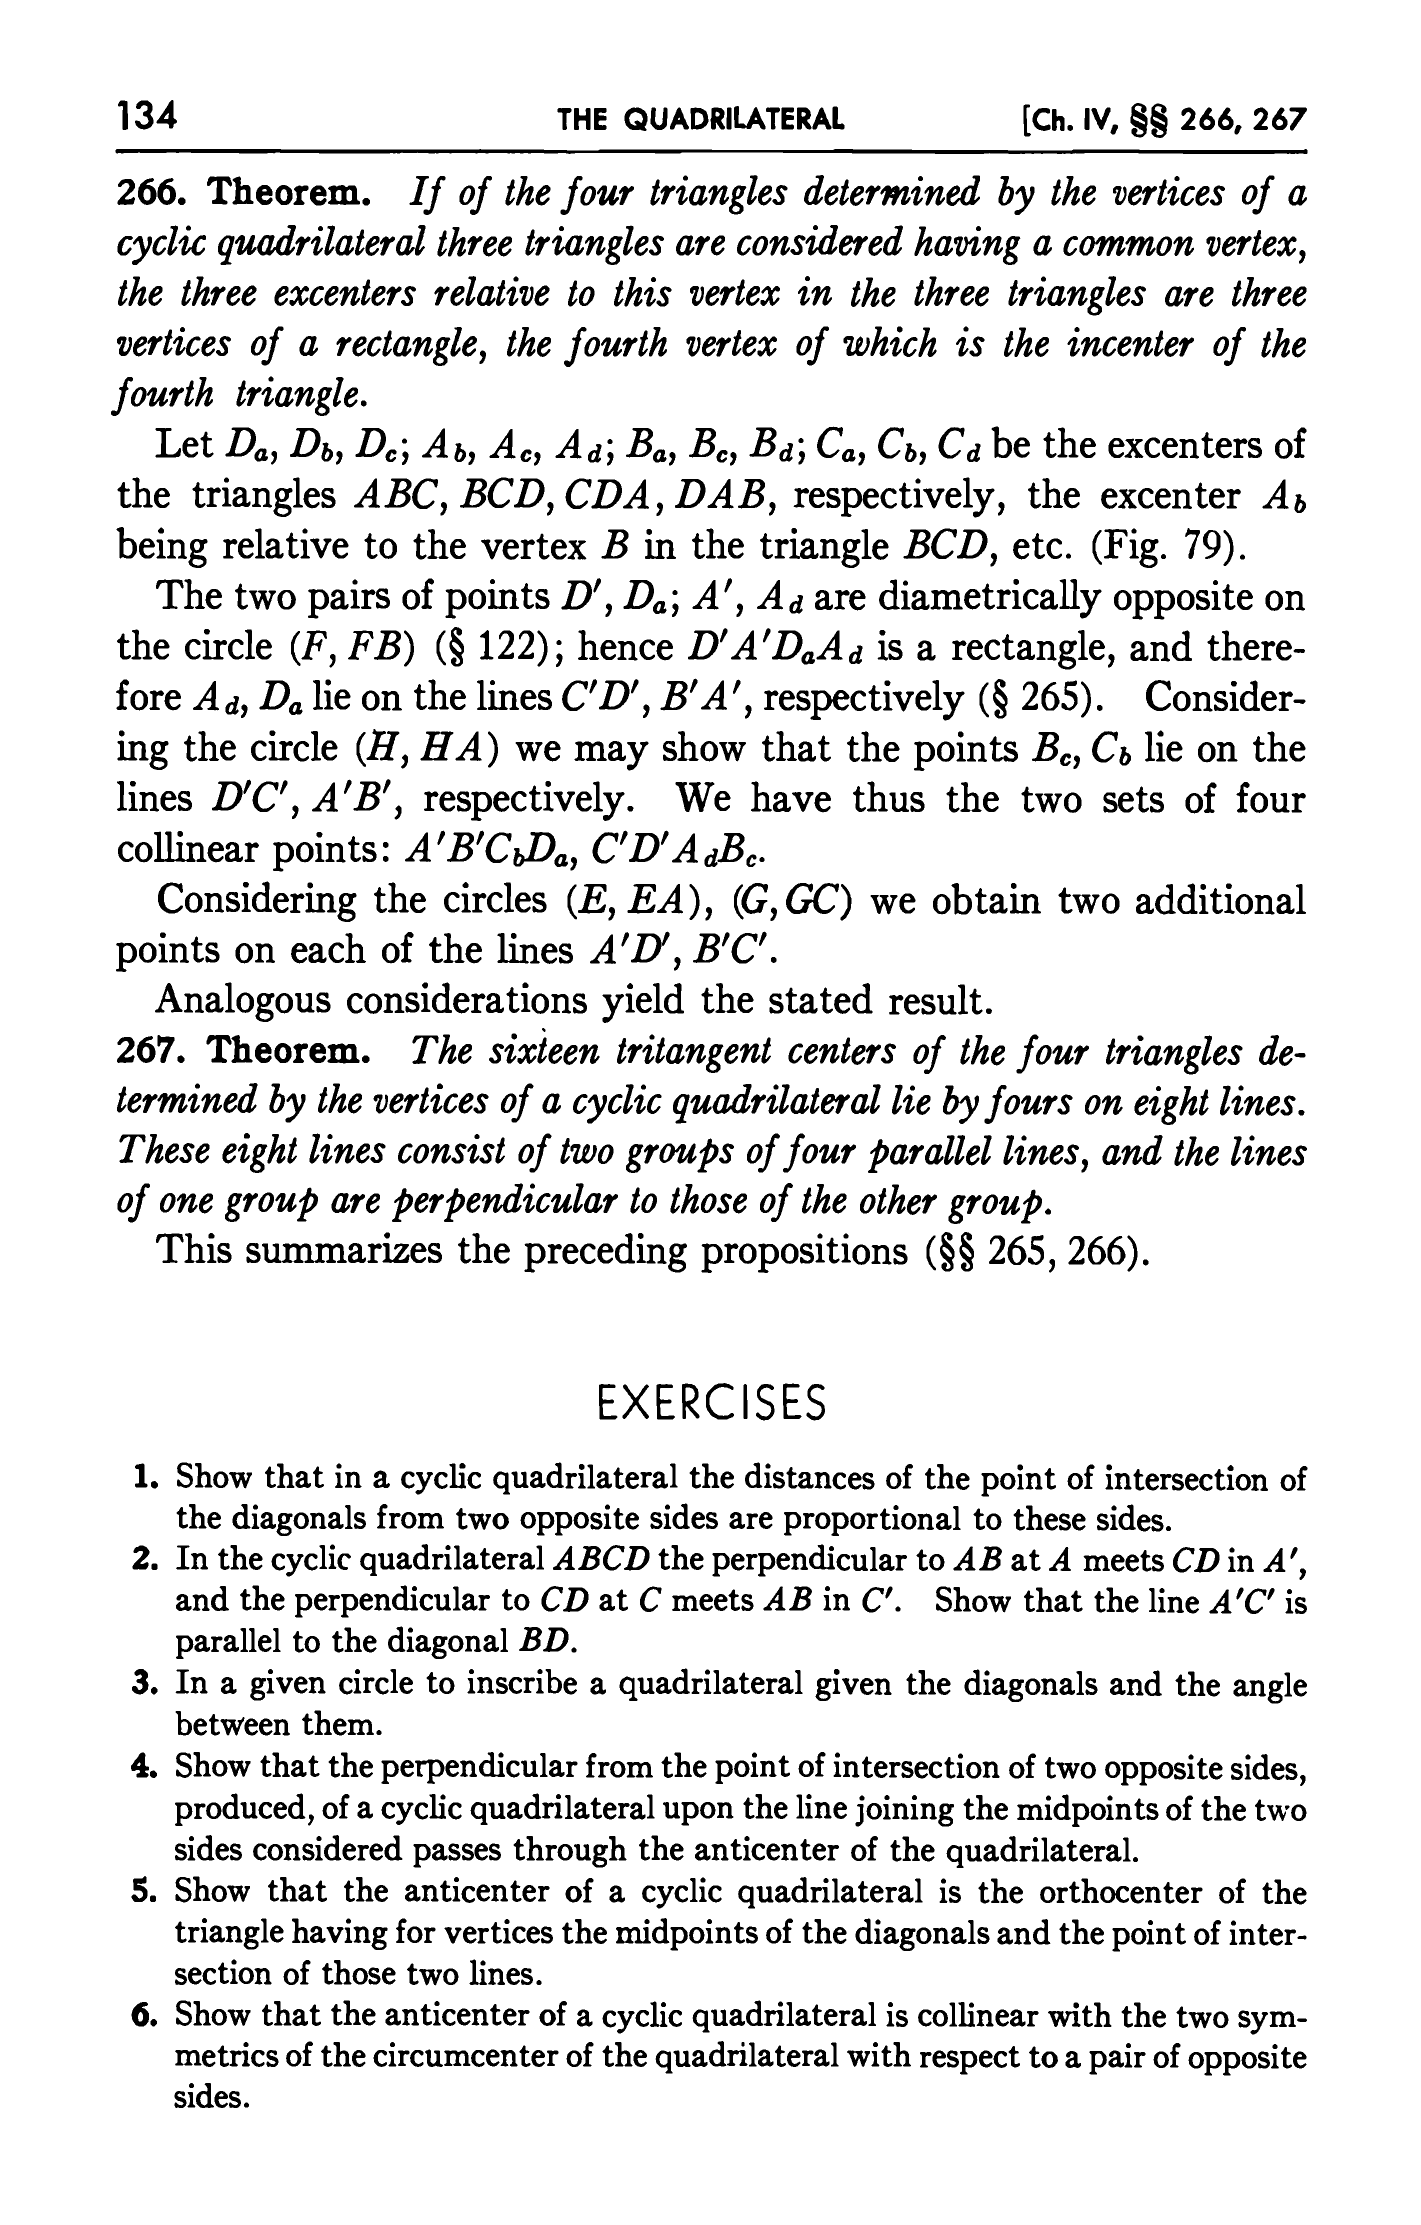 134 THE QUADRILATERAL [Ch. IV, §§ 266, 267
266. Theorem. If of the four triangles determined by the vertices of a
cyclic quadrilateral three triangles are considered having a common vertex,
the three excenters relative to this vertex in the three triangles are three
vertices of a rectangle, the fourth vertex of which is the incenter of the
fourth triangle.
Let Da, Db, Dc; Ab, Ac, Ad; Ba, Bc, Bd; Ca, Cb, Cd be the excenters of
the triangles ABC, BCD, CDA, DAB, respectively, the excenter Ab
being relative to the vertex B in the triangle BCD, etc. (Fig. 79).
The two pairs of points D′, Da; A′, Ad are diametrically opposite on
the circle (F, FB) (§ 122); hence D′A′DaAd is a rectangle, and there-
fore Ad, Da lie on the lines C′D′, B′A′, respectively (§ 265). Consider-
ing the circle (H, HA) we may show that the points Bc, Cb lie on the
lines D′C′, A′B′, respectively. We have thus the two sets of four
collinear points: A′B′CbDa, C′D′AdBc.
Considering the circles (E, EA), (G, GC) we obtain two additional
points on each of the lines A′D′, B′C′.
Analogous considerations yield the stated result.
267. Theorem. The sixteen tritangent centers of the four triangles de-
termined by the vertices of a cyclic quadrilateral lie by fours on eight lines.
These eight lines consist of two groups of four parallel lines, and the lines
of one group are perpendicular to those of the other group.
This summarizes the preceding propositions (§§ 265, 266).
EXERCISES
1. Show that in a cyclic quadrilateral the distances of the point of intersection of
the diagonals from two opposite sides are proportional to these sides.
2. In the cyclic quadrilateral ABCD the perpendicular to AB at A meets CD in A′,
and the perpendicular to CD at C meets AB in C′. Show that the line A′C′ is
parallel to the diagonal BD.
3. In a given circle to inscribe a quadrilateral given the diagonals and the angle
between them.
4. Show that the perpendicular from the point of intersection of two opposite sides,
produced, of a cyclic quadrilateral upon the line joining the midpoints of the two
sides considered passes through the anticenter of the quadrilateral.
5. Show that the anticenter of a cyclic quadrilateral is the orthocenter of the
triangle having for vertices the midpoints of the diagonals and the point of inter-
section of those two lines.
6. Show that the anticenter of a cyclic quadrilateral is collinear with the two sym-
metrics of the circumcenter of the quadrilateral with respect to a pair of opposite
sides.